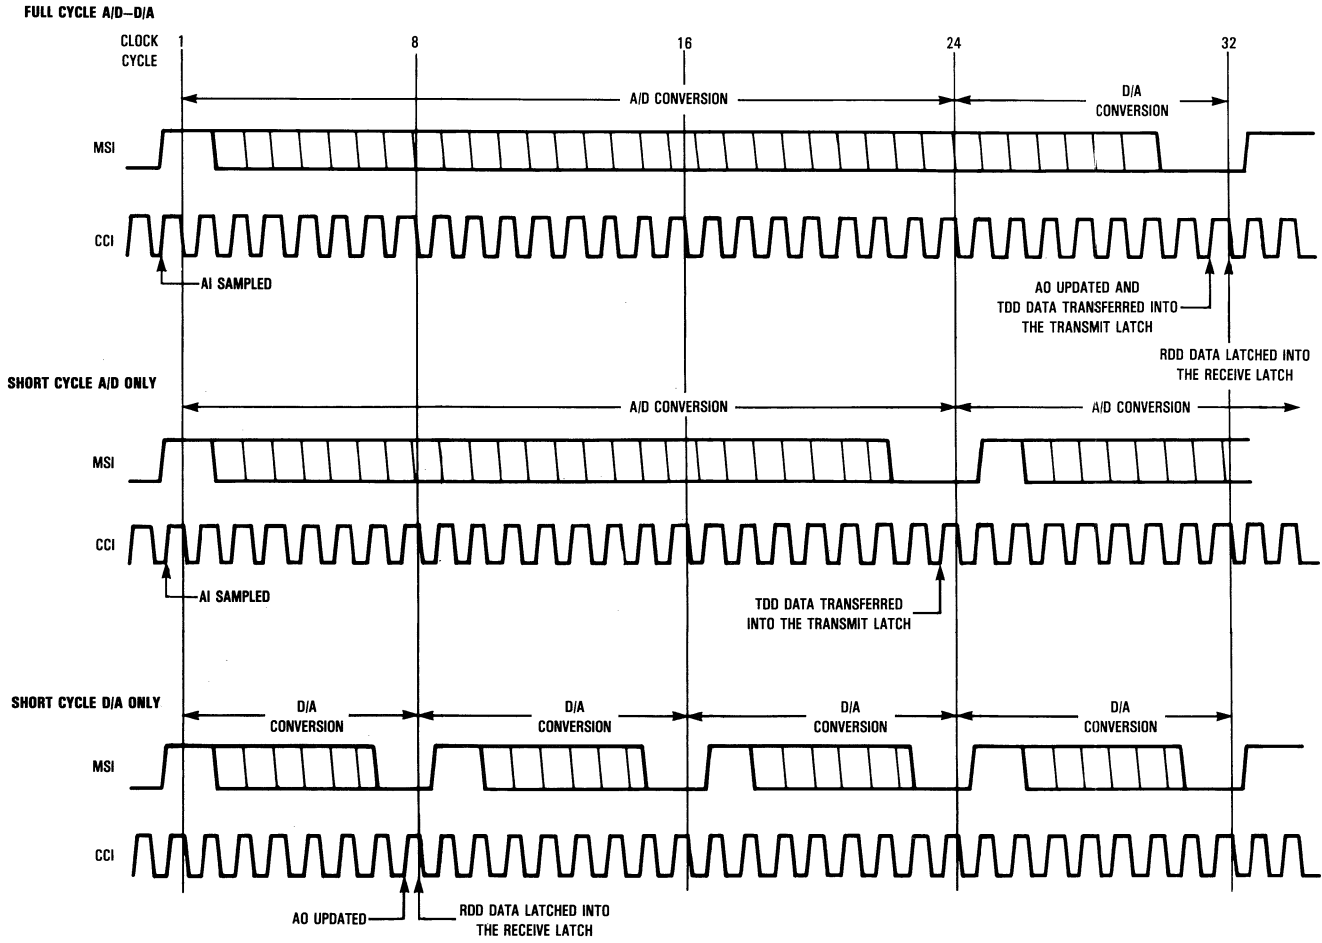 FULL CYCLE A/D–D/A
CLOCK
CYCLE
1
8
16
24
32
A/D CONVERSION
D/A
CONVERSION
MSI
CCI
AI SAMPLED
AO UPDATED AND
TDD DATA TRANSFERRED INTO
THE TRANSMIT LATCH
RDD DATA LATCHED INTO
THE RECEIVE LATCH
SHORT CYCLE A/D ONLY
A/D CONVERSION
A/D CONVERSION
MSI
CCI
AI SAMPLED
TDD DATA TRANSFERRED
INTO THE TRANSMIT LATCH
SHORT CYCLE D/A ONLY
D/A
CONVERSION
D/A
CONVERSION
D/A
CONVERSION
D/A
CONVERSION
MSI
CCI
AO UPDATED
RDD DATA LATCHED INTO
THE RECEIVE LATCH